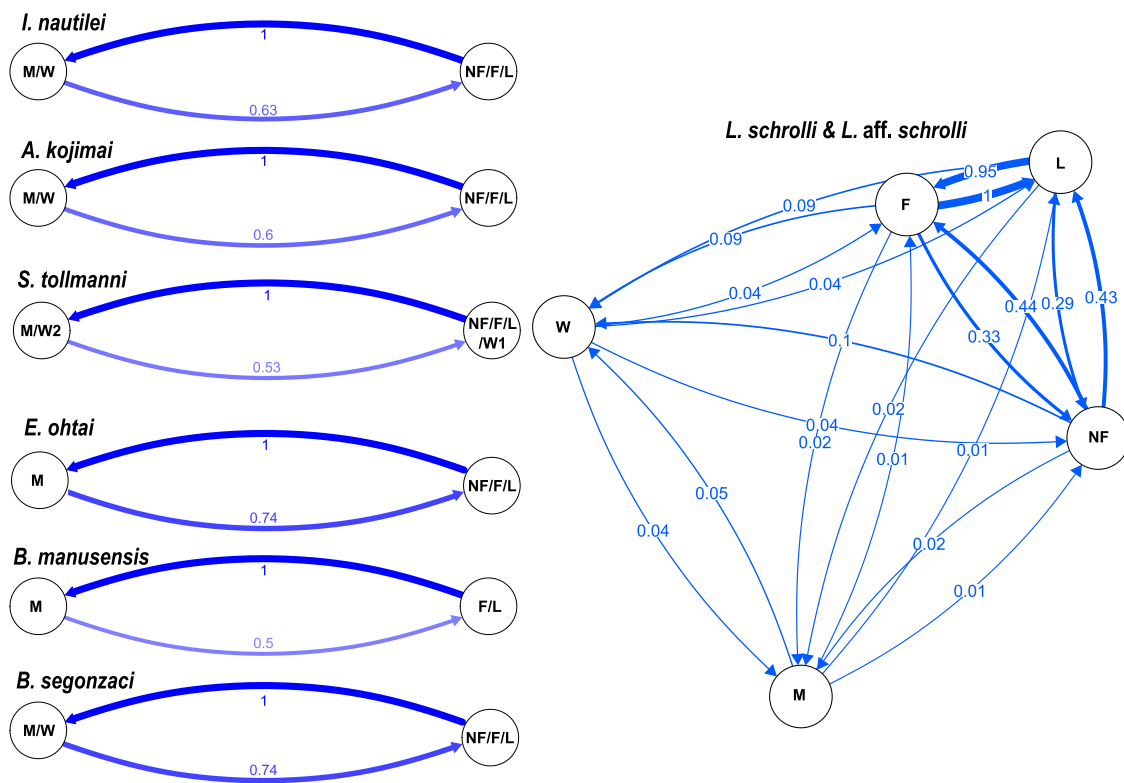 I. nautilei
1
M/W
NF/F/L
0.63
A. kojimai
1
M/W
NF/F/L
0.6
S. tollmanni
1
M/W2
NF/F/L
/W1
0.53
E. ohtai
1
M
NF/F/L
0.74
B. manusensis
1
M
F/L
0.5
B. segonzaci
1
M/W
NF/F/L
0.74
L. schrolli & L. aff. schrolli
L
0.95
F
1
0.09
0.09
0.04
0.04
0.44
0.29
0.43
W
0.33
0.1
0.02
0.04
0.02
NF
0.01
0.01
0.05
0.04
0.02
0.01
M